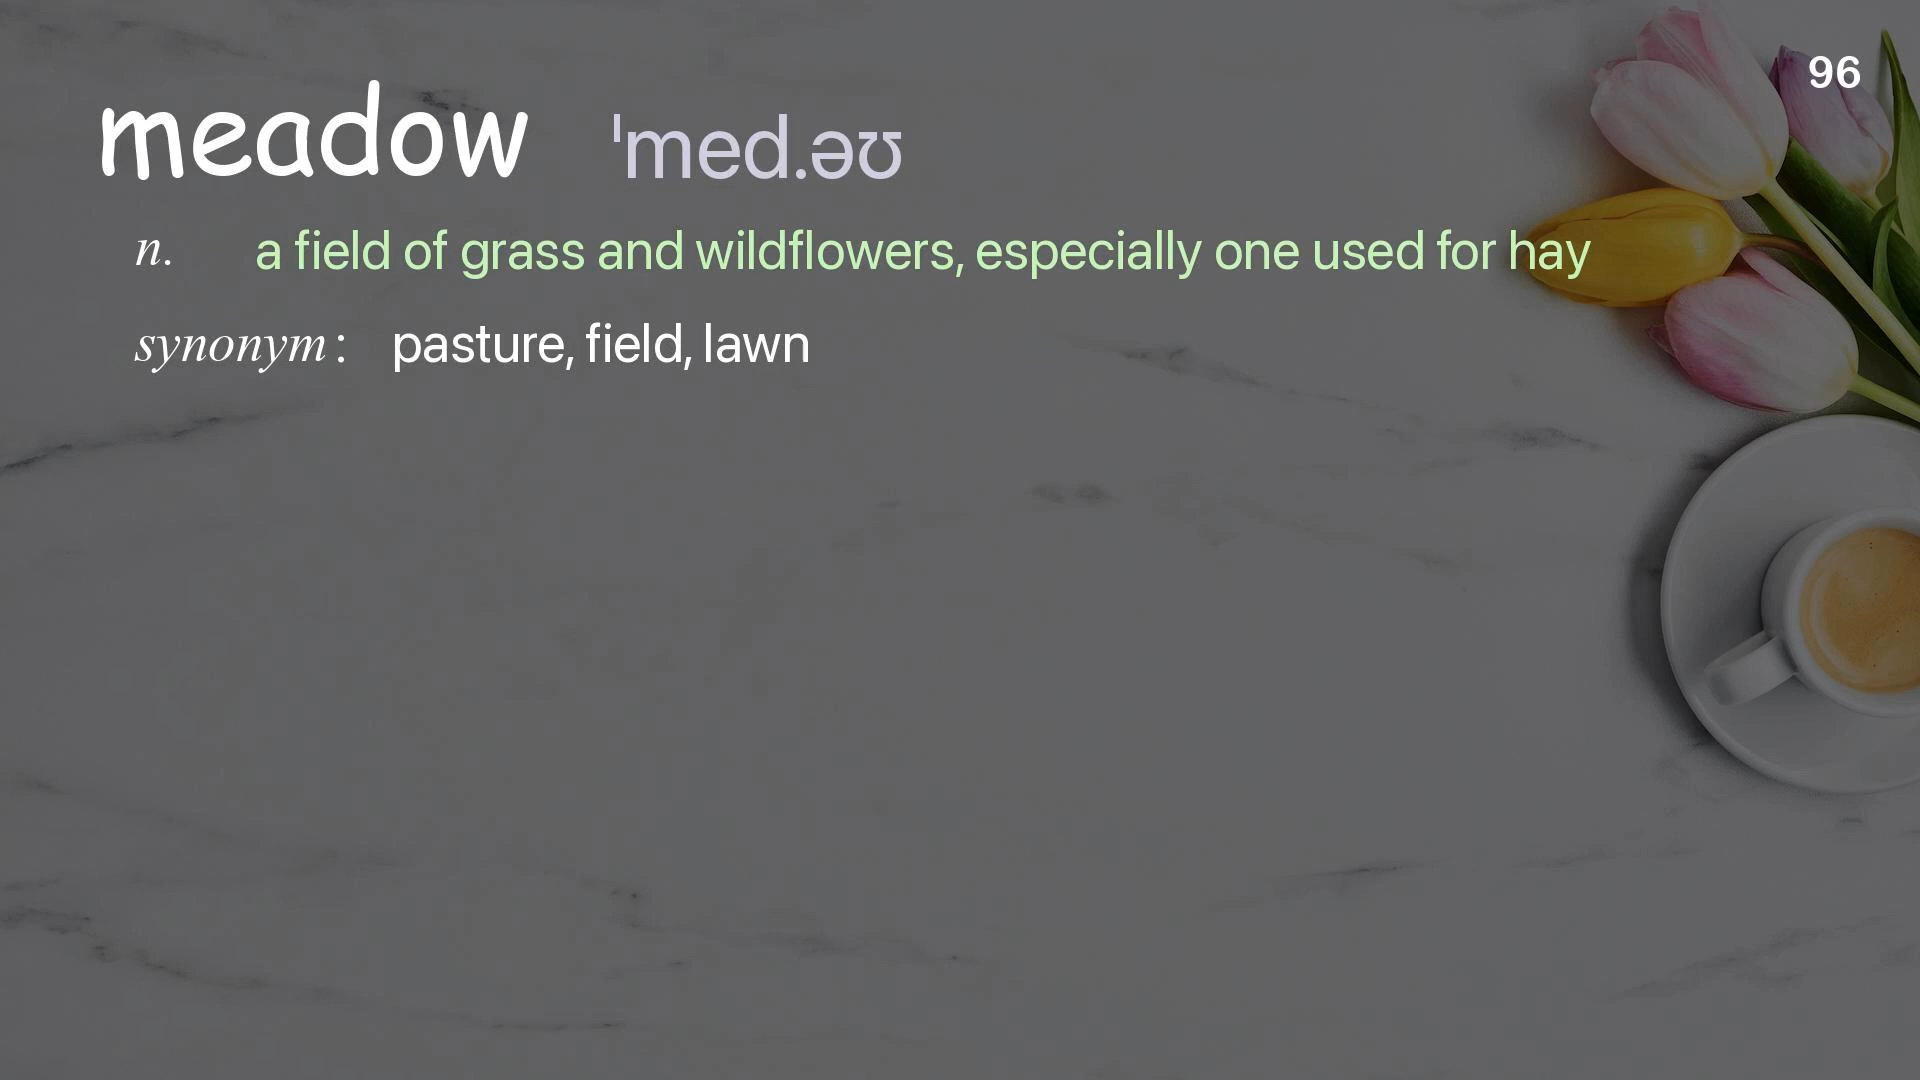 96
meadow ˈmed.əʊ
n. a field of grass and wildflowers, especially one used for hay
synonym: pasture, field, lawn